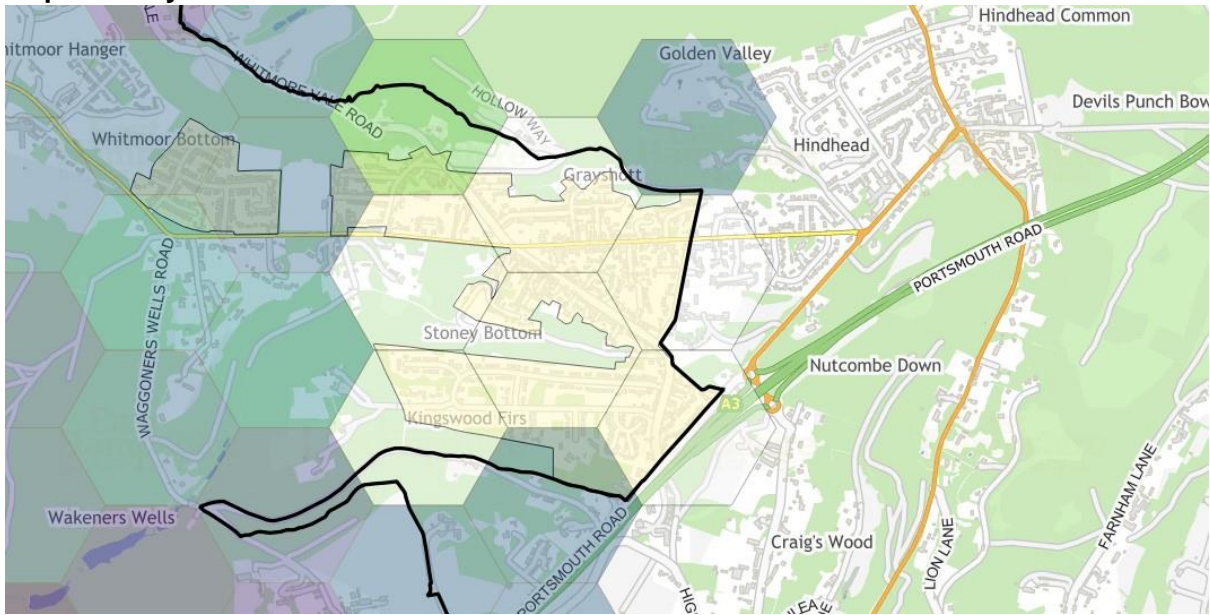 Hindhead Common
Golden Valley
WHITMORE VALE ROAD
HOLLOW WAY
Devils Punch Bow
Whitmoor Bottom
Hindhead
Grayshott
PORTSMOUTH ROAD
WAGGONERS WELLS ROAD
Stoney Bottom
Nutcombe Down
A3
Kingswood Firs
Wakeners Wells
PORTSMOUTH ROAD
Craig's Wood
LION LANE
FARNHAM LANE